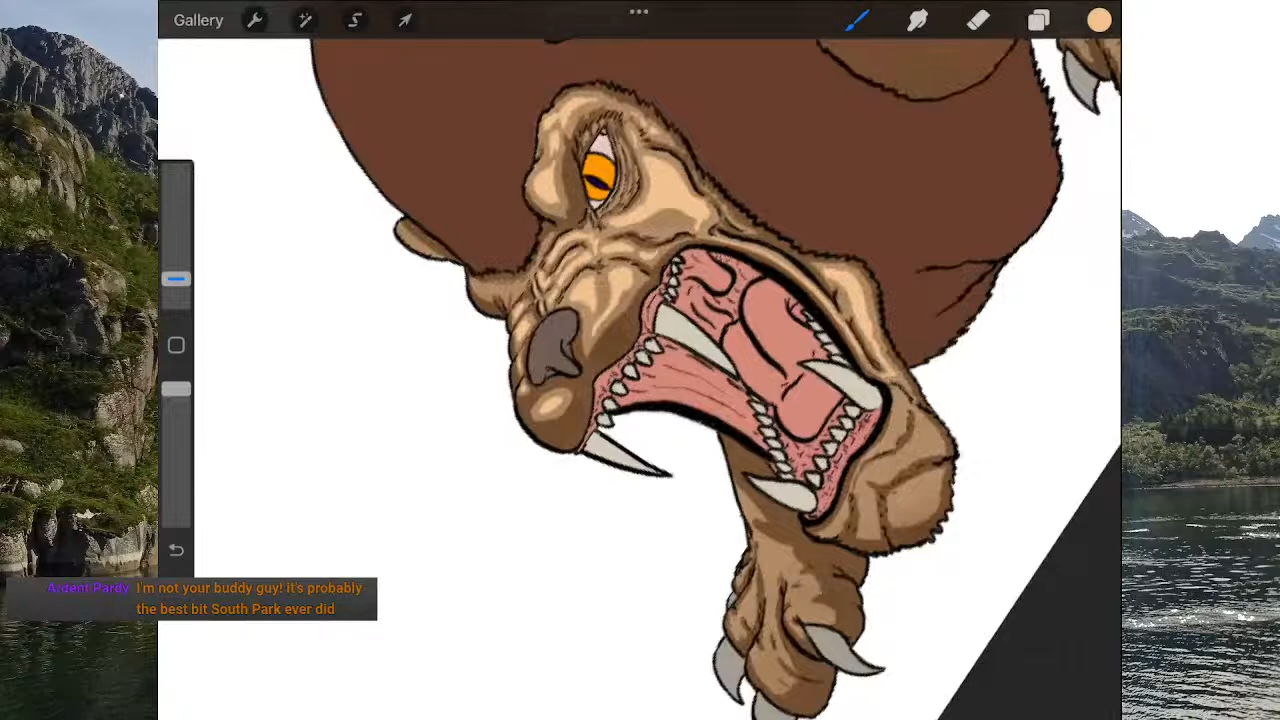 Gallery
Ardent Pardy I'm not your buddy guy! it's probably
the best bit South Park ever did